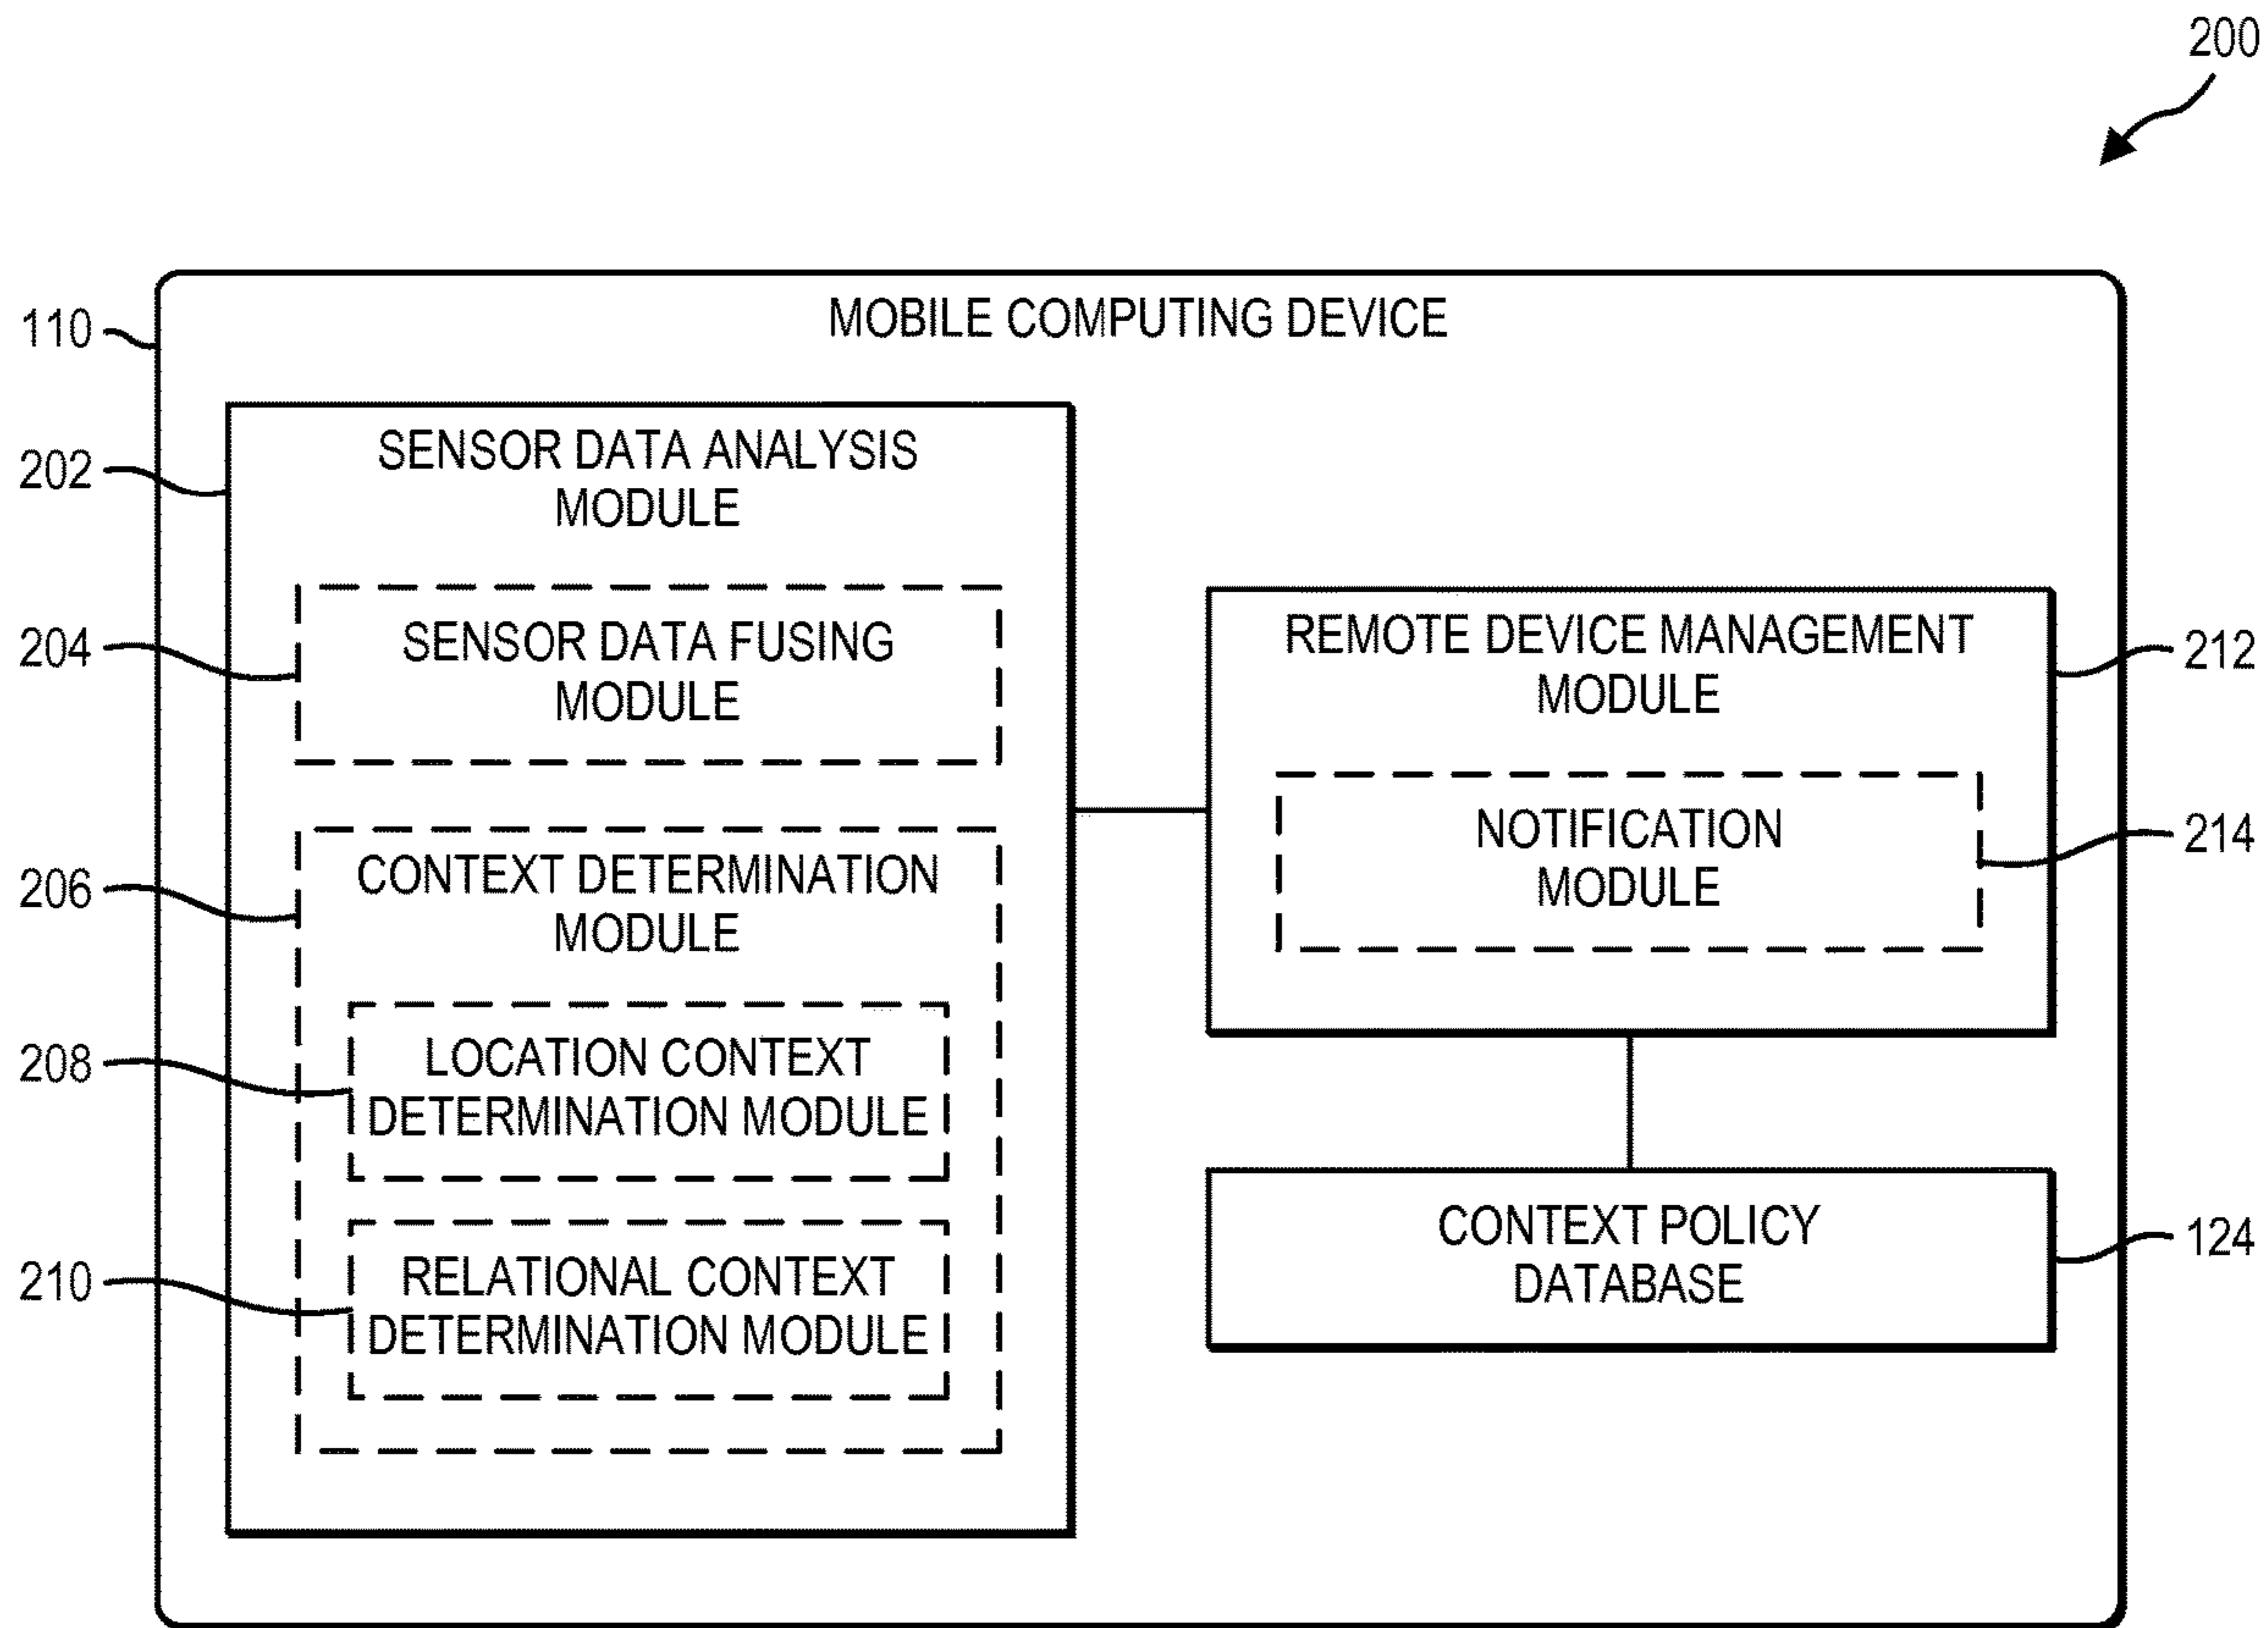 200
MOBILE COMPUTING DEVICE
110
SENSOR DATA ANALYSIS
MODULE
202
SENSOR DATA FUSING
MODULE
204
CONTEXT DETERMINATION
MODULE
206
LOCATION CONTEXT
DETERMINATION MODULE
208
RELATIONAL CONTEXT
DETERMINATION MODULE
210
REMOTE DEVICE MANAGEMENT
MODULE
212
NOTIFICATION
MODULE
214
CONTEXT POLICY
DATABASE
124